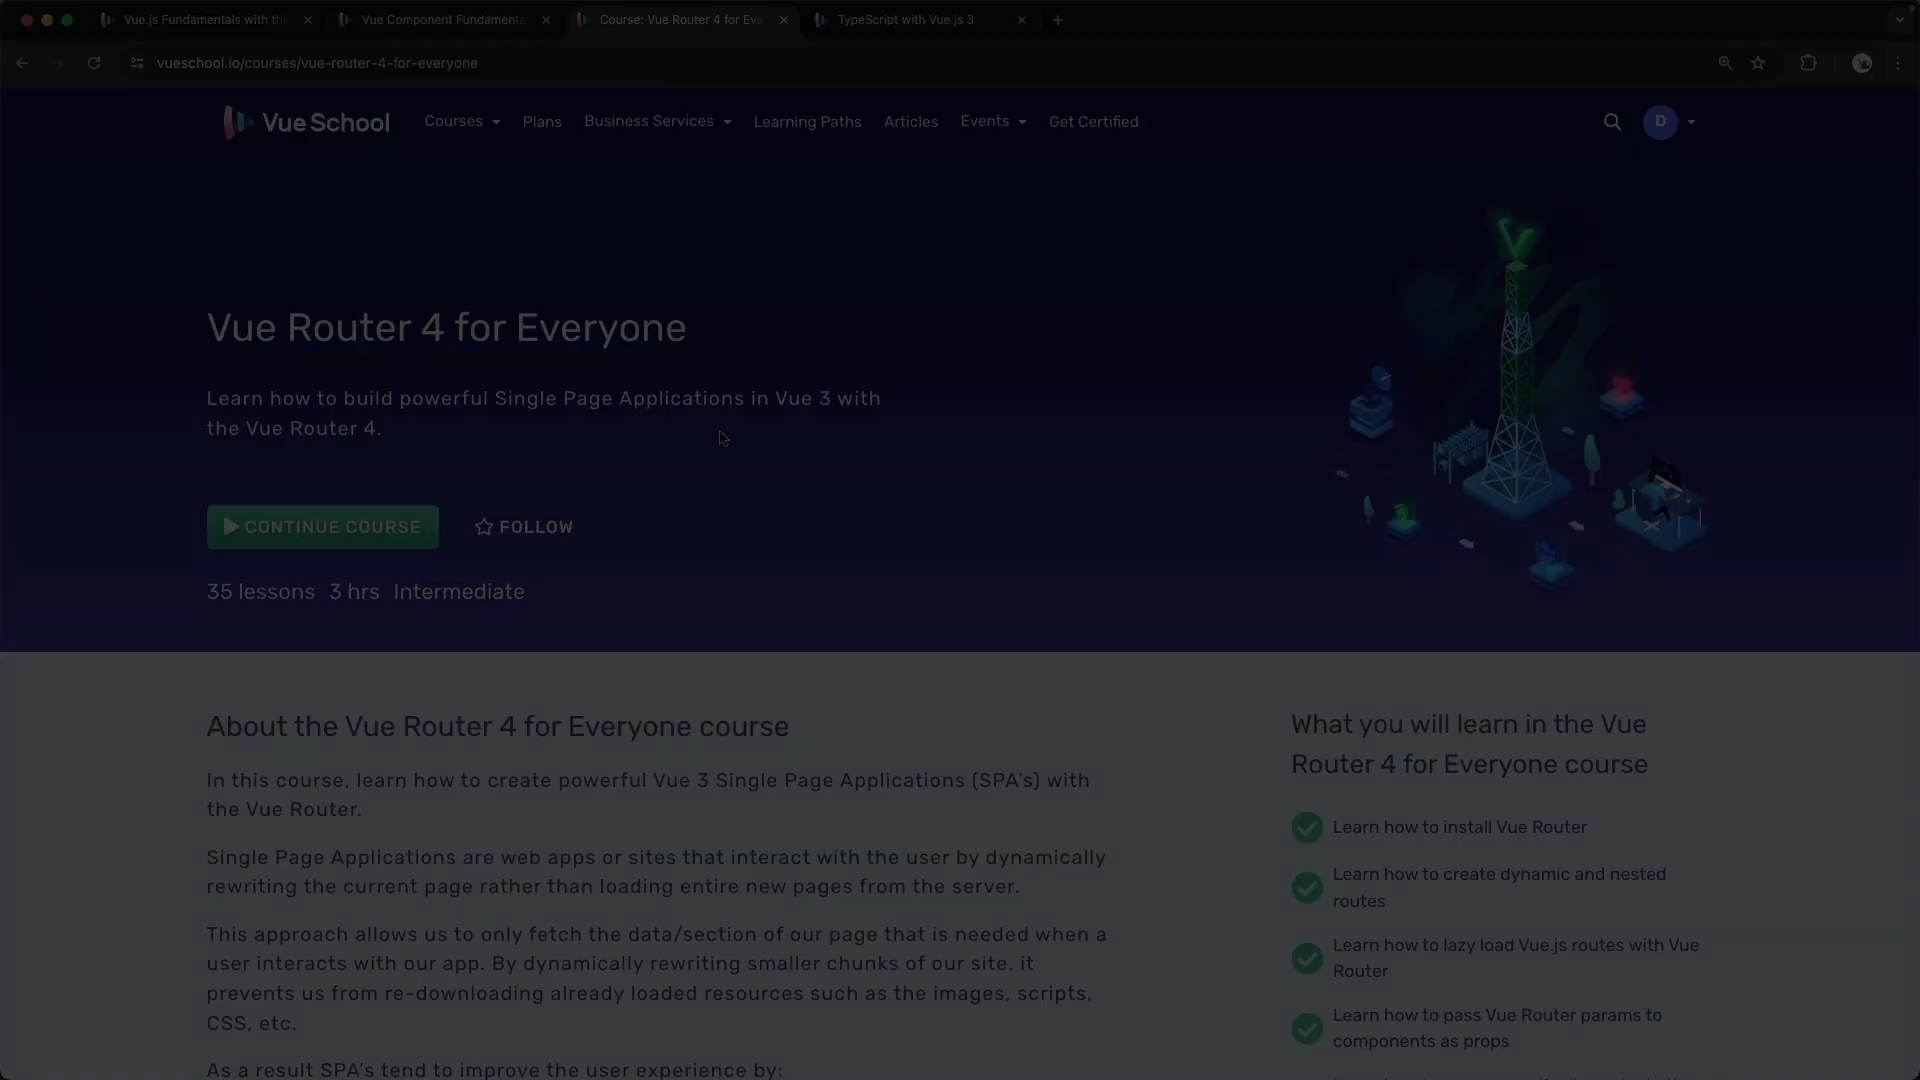 Vue.js Fundamentals with the
Vue Component Fundamenta
Course: Vue Router 4 for Eve
TypeScript with Vue.js 3
vueschool.io/courses/vue-router-4-for-everyone
Vue School
Courses
Plans
Business Services
Learning Paths
Articles
Events
Get Certified
D
Vue Router 4 for Everyone
Learn how to build powerful Single Page Applications in Vue 3 with
the Vue Router 4.
CONTINUE COURSE
FOLLOW
35 lessons 3 hrs Intermediate
About the Vue Router 4 for Everyone course
In this course, learn how to create powerful Vue 3 Single Page Applications (SPA's) with
the Vue Router.
Single Page Applications are web apps or sites that interact with the user by dynamically
rewriting the current page rather than loading entire new pages from the server.
This approach allows us to only fetch the data/section of our page that is needed when a
user interacts with our app. By dynamically rewriting smaller chunks of our site, it
prevents us from re-downloading already loaded resources such as the images, scripts,
CSS, etc.
As a result SPA's tend to improve the user experience by:
What you will learn in the Vue
Router 4 for Everyone course
Learn how to install Vue Router
Learn how to create dynamic and nested
routes
Learn how to lazy load Vue.js routes with Vue
Router
Learn how to pass Vue Router params to
components as props